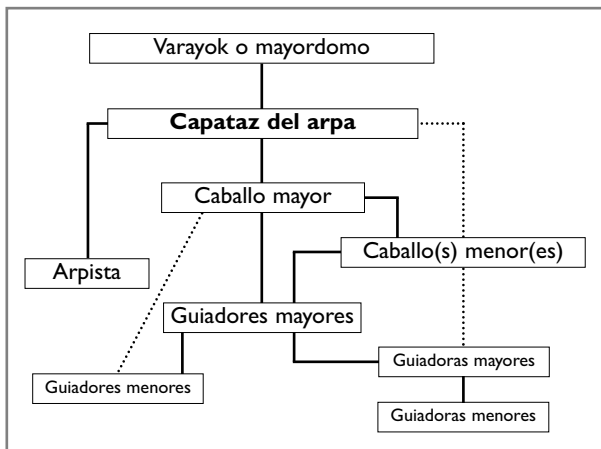 Varayok o mayordomo
Capataz del arpa
Caballo mayor
Caballo(s) menor(es)
Arpista
Guiadores mayores
Guiadoras mayores
Guiadores menores
Guiadoras menores